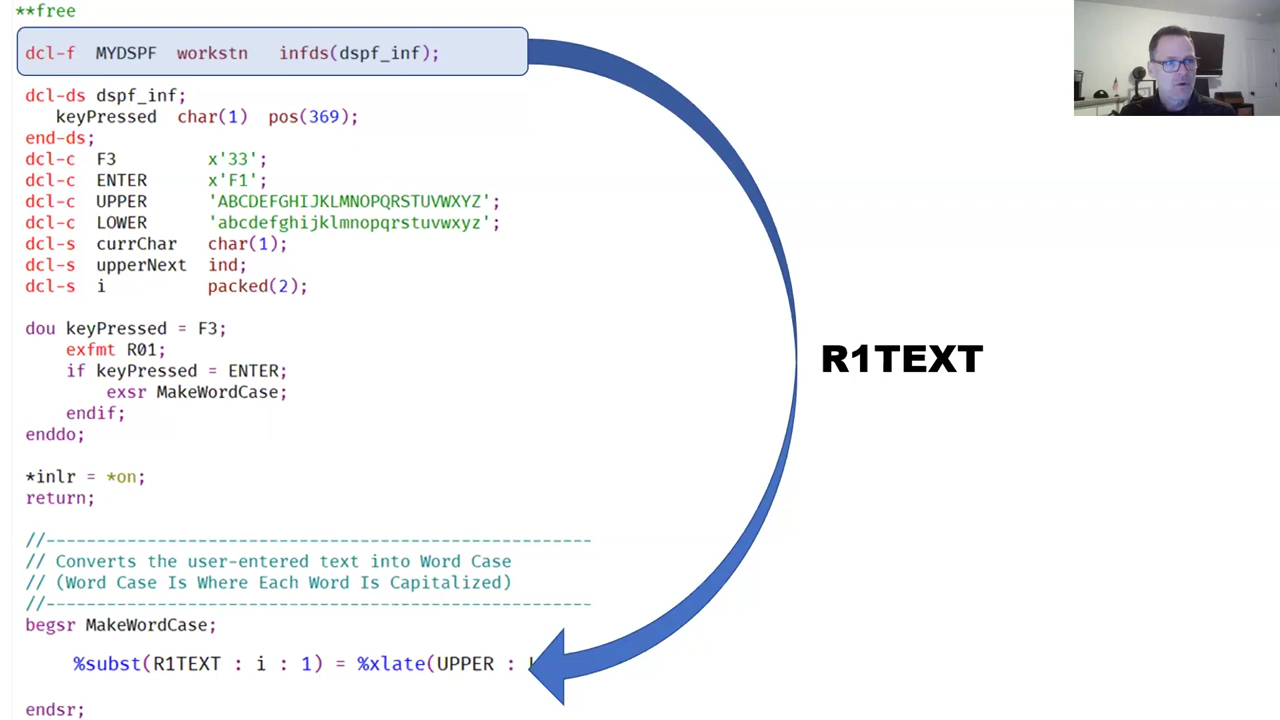 **free
dcl-f MYDSPF workstn infds(dspf_inf);
dcl-ds dspf_inf;
keyPressed char(1) pos(369);
end-ds;
dcl-c F3 x'33';
dcl-c ENTER x'F1';
dcl-c UPPER 'ABCDEFGHIJKLMNOPQRSTUVWXYZ';
dcl-c LOWER 'abcdefghijklmnopqrstuvwxyz';
dcl-s currChar char(1);
dcl-s upperNext ind;
dcl-s i packed(2);
dou keyPressed = F3;
exfmt R01;
if keyPressed = ENTER;
exsr MakeWordCase;
endif;
enddo;
*inlr = *on;
return;
//------------------------------------------------------
// Converts the user-entered text into Word Case
// (Word Case Is Where Each Word Is Capitalized)
//------------------------------------------------------
begsr MakeWordCase;
%subst(R1TEXT : i : 1) = %xlate(UPPER :
endsr;
R1TEXT